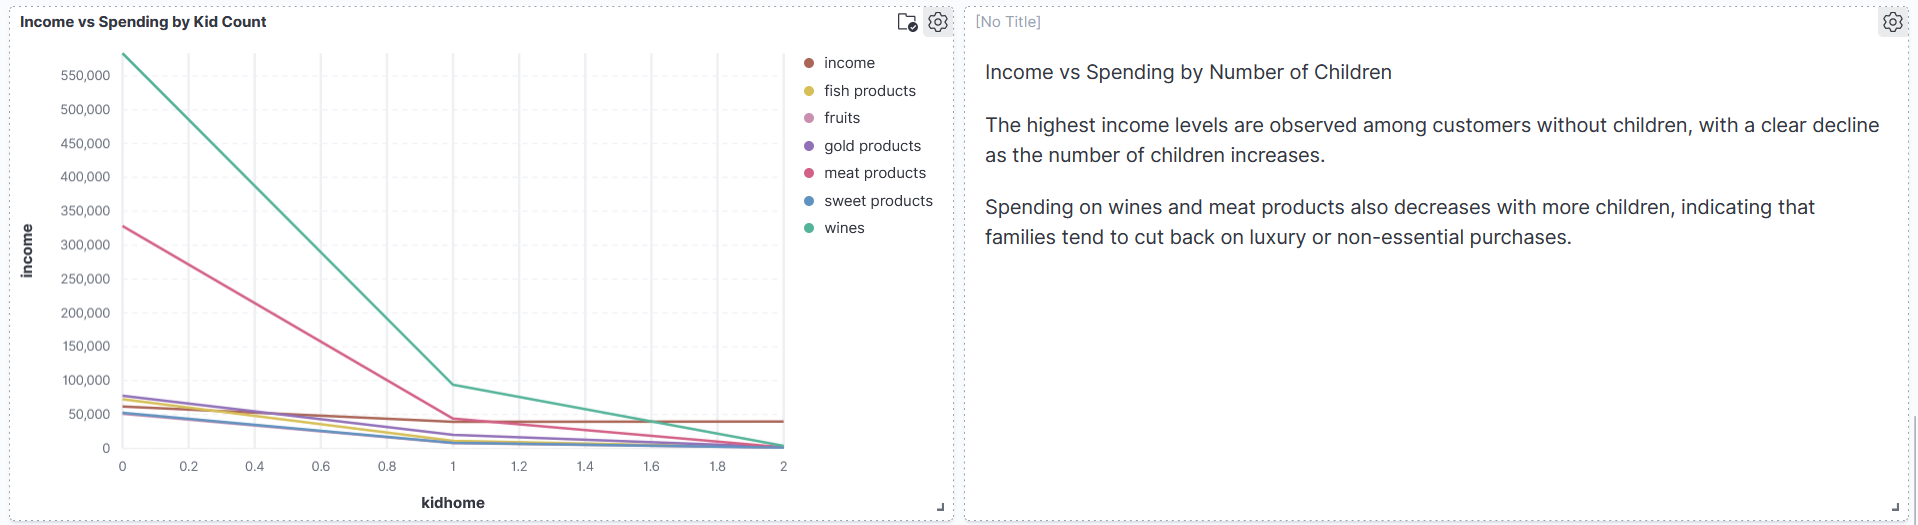 Income vs Spending by Kid Count
550,000
500,000
450,000
400,000
350,000
300,000
250,000
200,000
150,000
100,000
50,000
0
income
0
0.2
0.4
0.6
0.8
1
1.2
1.4
1.6
1.8
2
kidhome
income
fish products
fruits
gold products
meat products
sweet products
wines
[No Title]
Income vs Spending by Number of Children
The highest income levels are observed among customers without children, with a clear decline
as the number of children increases.
Spending on wines and meat products also decreases with more children, indicating that
families tend to cut back on luxury or non-essential purchases.